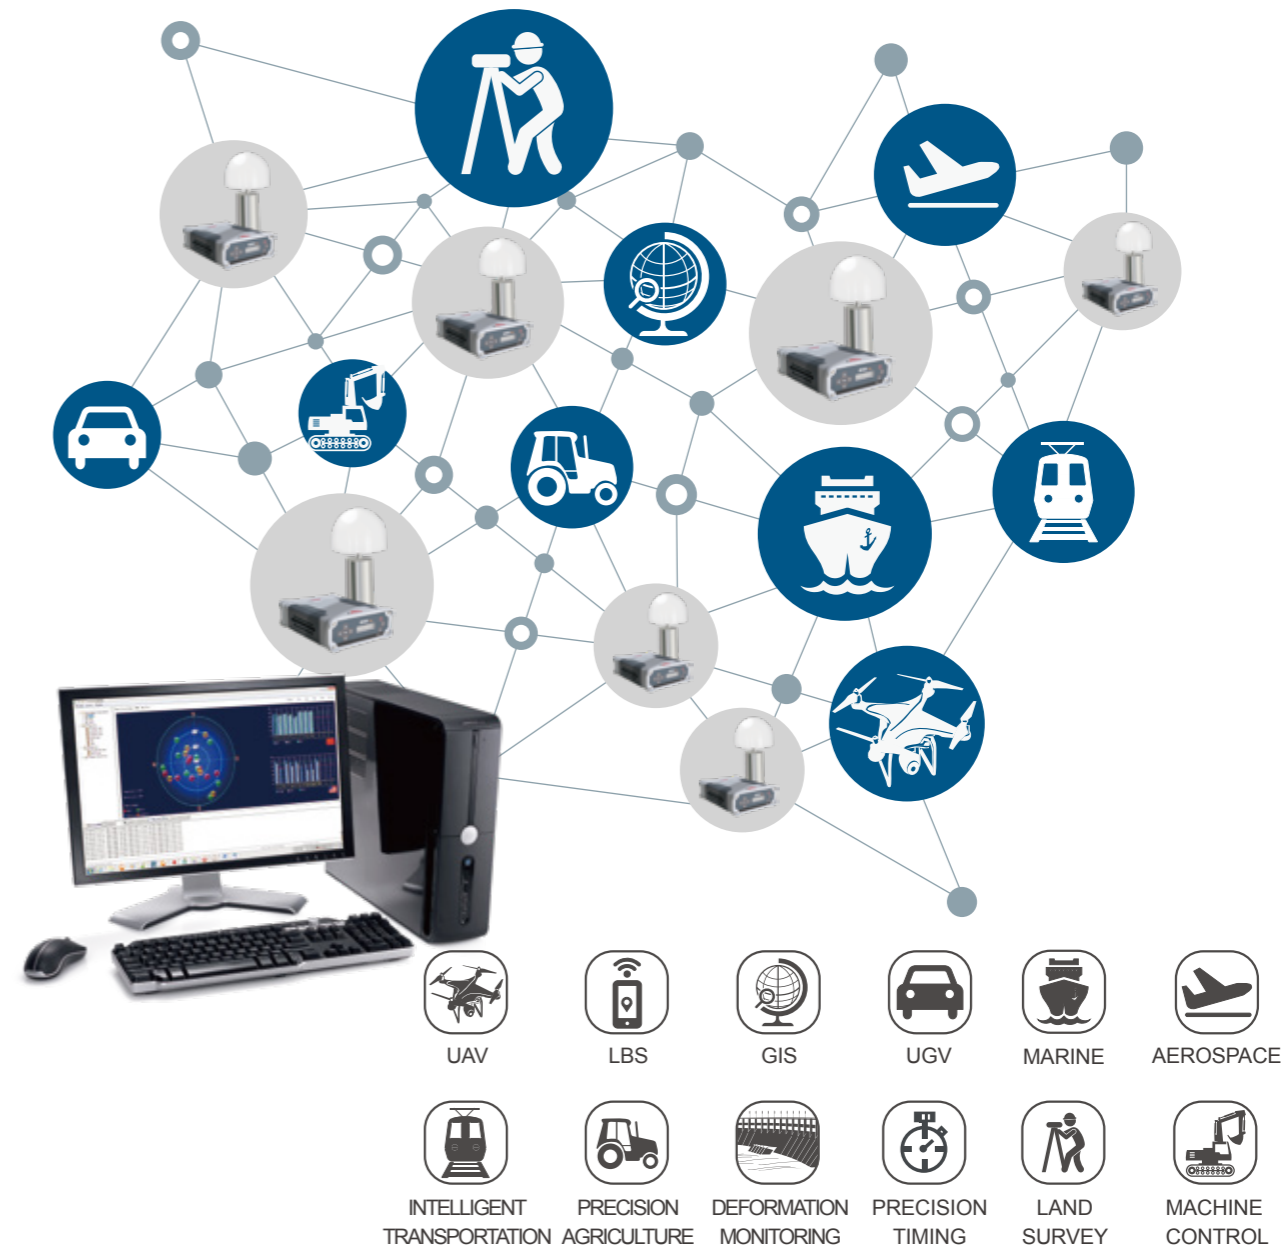 UAV
LBS
GIS
UGV
MARINE
AEROSPACE
INTELLIGENT
TRANSPORTATION
PRECISION
AGRICULTURE
DEFORMATION
MONITORING
PRECISION
TIMING
LAND
SURVEY
MACHINE
CONTROL